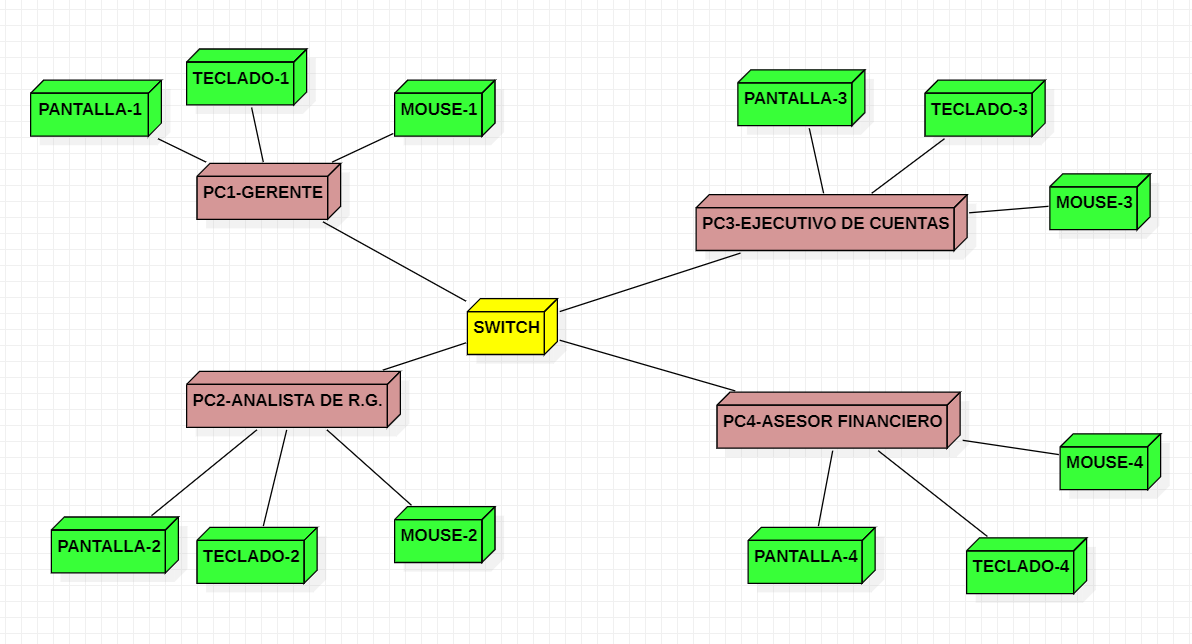 TECLADO-1
PANTALLA-1
MOUSE-1
PC1-GERENTE
PANTALLA-3
TECLADO-3
MOUSE-3
PC3-EJECUTIVO DE CUENTAS
SWITCH
PC2-ANALISTA DE R.G.
PANTALLA-2
TECLADO-2
MOUSE-2
PC4-ASESOR FINANCIERO
MOUSE-4
PANTALLA-4
TECLADO-4